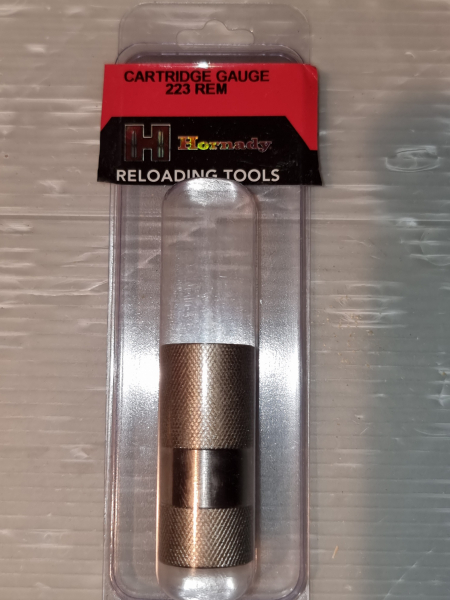 CARTRIDGE GAUGE
223 REM
H Hornady
RELOADING TOOLS